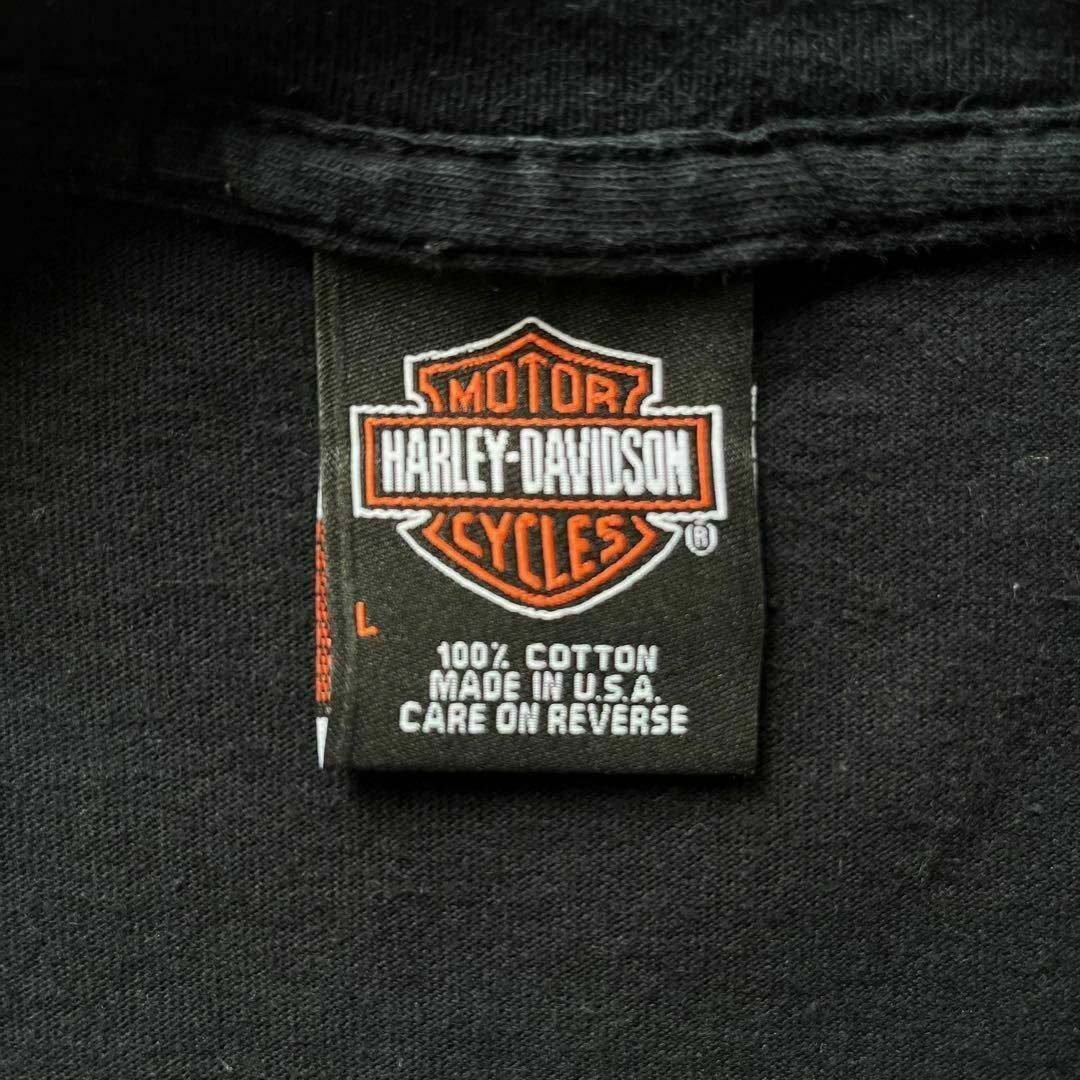 MOTOR
HARLEY-DAVIDSON
CYCLES
®
L
100% COTTON
MADE IN U.S.A.
CARE ON REVERSE